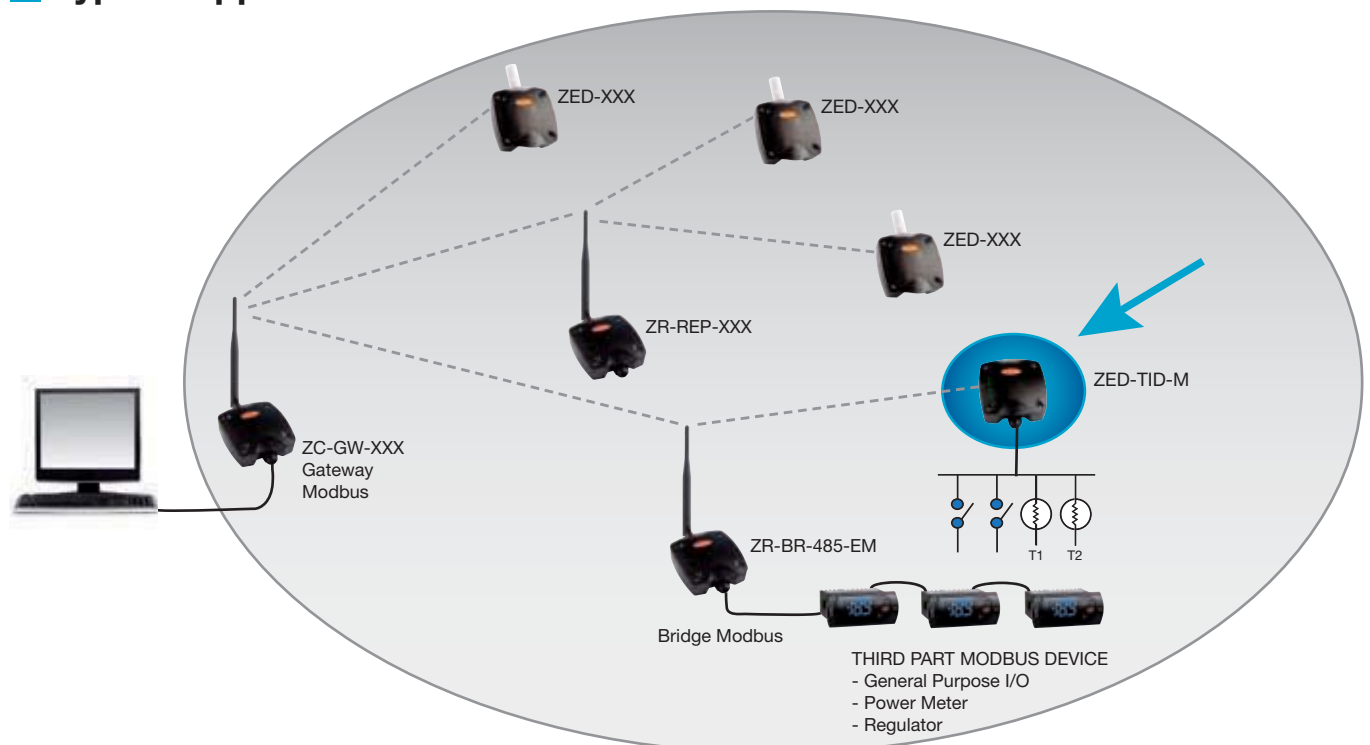 ZED-XXX
ZED-XXX
ZED-XXX
ZR-REP-XXX
ZED-TID-M
ZC-GW-XXX
Gateway
Modbus
T1 T2
ZR-BR-485-EM
Bridge Modbus
THIRD PART MODBUS DEVICE
- General Purpose I/O
- Power Meter
- Regulator